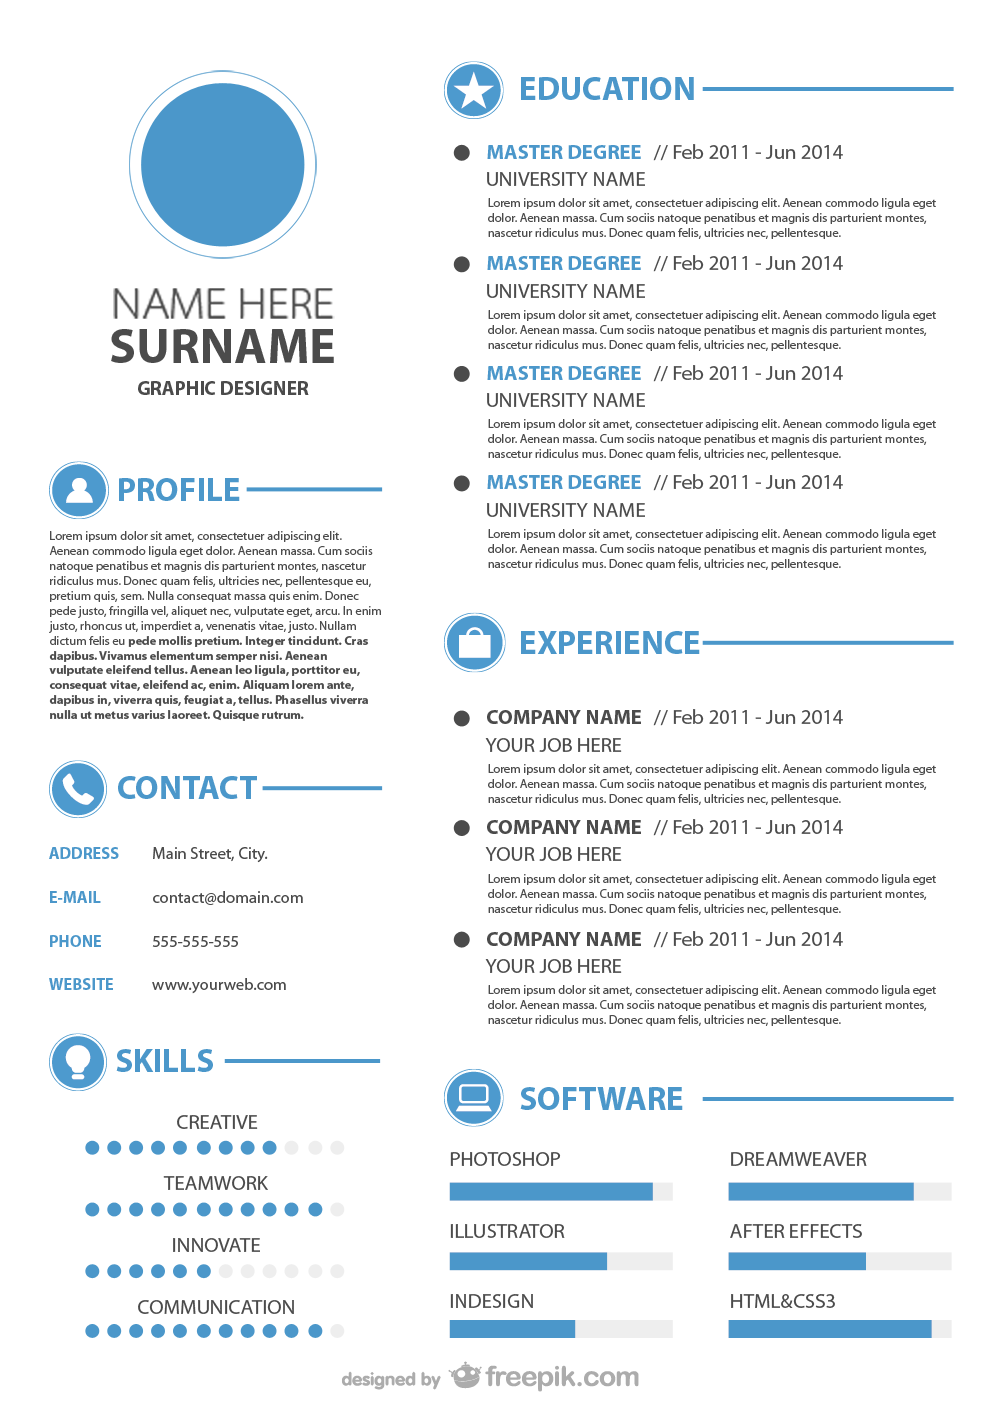 NAME HERE
SURNAME
GRAPHIC DESIGNER
PROFILE
Lorem ipsum dolor sit amet, consectetuer adipiscing elit.
Aenean commodo ligula eget dolor. Aenean massa. Cum sociis
natoque penatibus et magnis dis parturient montes, nascetur
ridiculus mus. Donec quam felis, ultricies nec, pellentesque eu,
pretium quis, sem. Nulla consequat massa quis enim. Donec
pede justo, fringilla vel, aliquet nec, vulputate eget, arcu. In enim
justo, rhoncus ut, imperdiet a, venenatis vitae, justo. Nullam
dictum felis eu pede mollis pretium. Integer tincidunt. Cras
dapibus. Vivamus elementum semper nisi. Aenean
vulputate eleifend tellus. Aenean leo ligula, porttitor eu,
consequat vitae, eleifend ac, enim. Aliquam lorem ante,
dapibus in, viverra quis, feugiat a, tellus. Phasellus viverra
nulla ut metus varius laoreet. Quisque rutrum.
CONTACT
ADDRESS Main Street, City.
E-MAIL contact@domain.com
PHONE 555-555-555
WEBSITE www.yourweb.com
SKILLS
CREATIVE
TEAMWORK
INNOVATE
COMMUNICATION
EDUCATION
MASTER DEGREE // Feb 2011 - Jun 2014
UNIVERSITY NAME
Lorem ipsum dolor sit amet, consectetuer adipiscing elit. Aenean commodo ligula eget
dolor. Aenean massa. Cum sociis natoque penatibus et magnis dis parturient montes,
nascetur ridiculus mus. Donec quam felis, ultricies nec, pellentesque.
MASTER DEGREE // Feb 2011 - Jun 2014
UNIVERSITY NAME
Lorem ipsum dolor sit amet, consectetuer adipiscing elit. Aenean commodo ligula eget
dolor. Aenean massa. Cum sociis natoque penatibus et magnis dis parturient montes,
nascetur ridiculus mus. Donec quam felis, ultricies nec, pellentesque.
MASTER DEGREE // Feb 2011 - Jun 2014
UNIVERSITY NAME
Lorem ipsum dolor sit amet, consectetuer adipiscing elit. Aenean commodo ligula eget
dolor. Aenean massa. Cum sociis natoque penatibus et magnis dis parturient montes,
nascetur ridiculus mus. Donec quam felis, ultricies nec, pellentesque.
MASTER DEGREE // Feb 2011 - Jun 2014
UNIVERSITY NAME
Lorem ipsum dolor sit amet, consectetuer adipiscing elit. Aenean commodo ligula eget
dolor. Aenean massa. Cum sociis natoque penatibus et magnis dis parturient montes,
nascetur ridiculus mus. Donec quam felis, ultricies nec, pellentesque.
EXPERIENCE
COMPANY NAME // Feb 2011 - Jun 2014
YOUR JOB HERE
Lorem ipsum dolor sit amet, consectetuer adipiscing elit. Aenean commodo ligula eget
dolor. Aenean massa. Cum sociis natoque penatibus et magnis dis parturient montes,
nascetur ridiculus mus. Donec quam felis, ultricies nec, pellentesque.
COMPANY NAME // Feb 2011 - Jun 2014
YOUR JOB HERE
Lorem ipsum dolor sit amet, consectetuer adipiscing elit. Aenean commodo ligula eget
dolor. Aenean massa. Cum sociis natoque penatibus et magnis dis parturient montes,
nascetur ridiculus mus. Donec quam felis, ultricies nec, pellentesque.
COMPANY NAME // Feb 2011 - Jun 2014
YOUR JOB HERE
Lorem ipsum dolor sit amet, consectetuer adipiscing elit. Aenean commodo ligula eget
dolor. Aenean massa. Cum sociis natoque penatibus et magnis dis parturient montes,
nascetur ridiculus mus. Donec quam felis, ultricies nec, pellentesque.
SOFTWARE
PHOTOSHOP DREAMWEAVER
ILLUSTRATOR AFTER EFFECTS
INDESIGN HTML&CSS3
designed by freepik.com